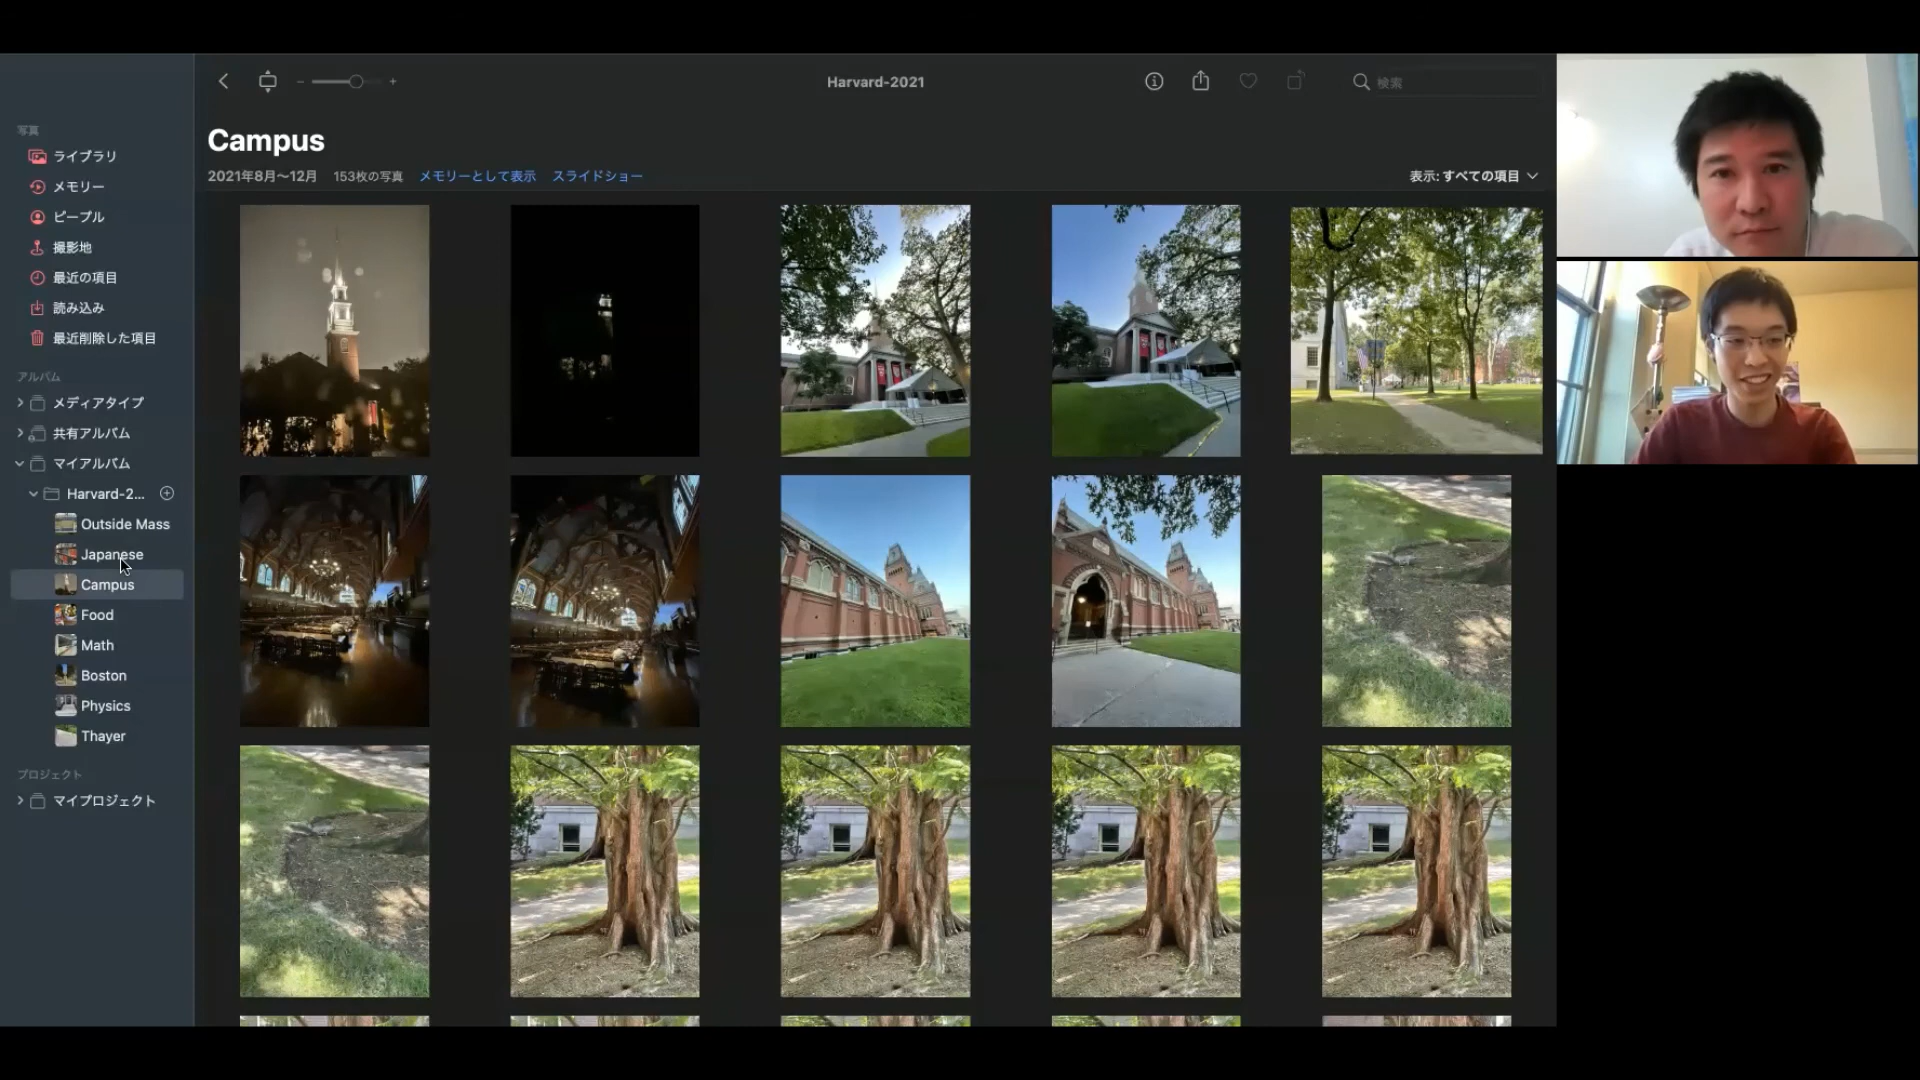 Harvard-2021
検索
Campus
2021年8月〜12月 153枚の写真 メモリーとして表示 スライドショー
表示: すべての項目
写真
ライブラリ
メモリー
ピープル
撮影地
最近の項目
読み込み
最近削除した項目
アルバム
メディアタイプ
共有アルバム
マイアルバム
Harvard-2...
Outside Mass
Japanese
Campus
Food
Math
Boston
Physics
Thayer
プロジェクト
マイプロジェクト